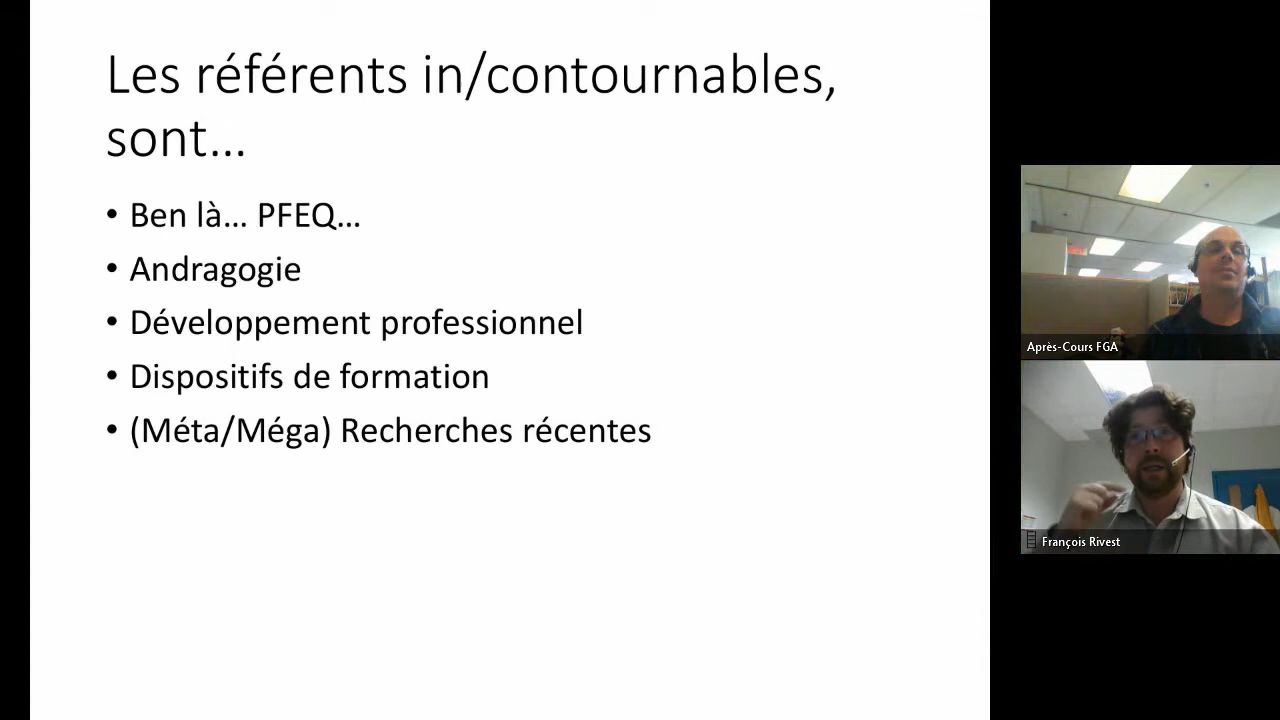 Les référents in/contournables,
sont…
• Ben là… PFEQ…
• Andragogie
• Développement professionnel
• Dispositifs de formation
• (Méta/Méga) Recherches récentes
Après-Cours FGA
François Rivest